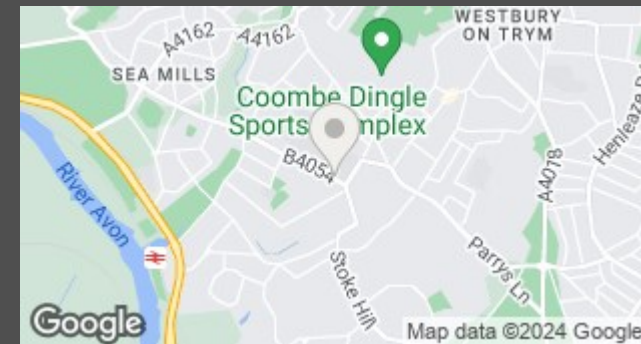 WESTBURY
ON TRYM
A4162
A4162
SEA MILLS
Coombe Dingle
Sports
mplex
Henleaze
B4054
A4018
River Avon
Parrys Ln
Stoke Hill
Google
Map data ©2024 Google